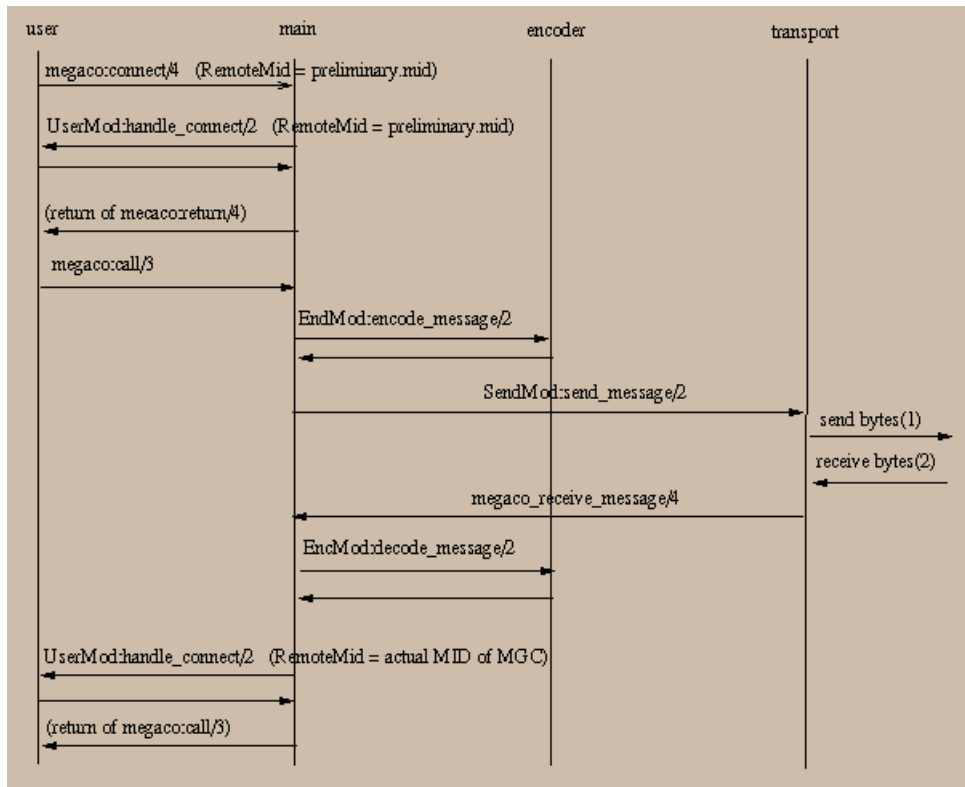 user main encoder transport
megaco:connect/4 (RemoteMid = preliminary.mid)
UserMod:handle_connect/2 (RemoteMid = preliminary.mid)
(return of mecaco:return/4)
megaco:call/3
EndMod:encode_message/2
SendMod:send_message/2
send bytes(1)
receive bytes(2)
megaco_receive_message/4
EncMod:decode_message/2
UserMod:handle_connect/2 (RemoteMid = actual MID of MGC)
(return of megaco:call/3)